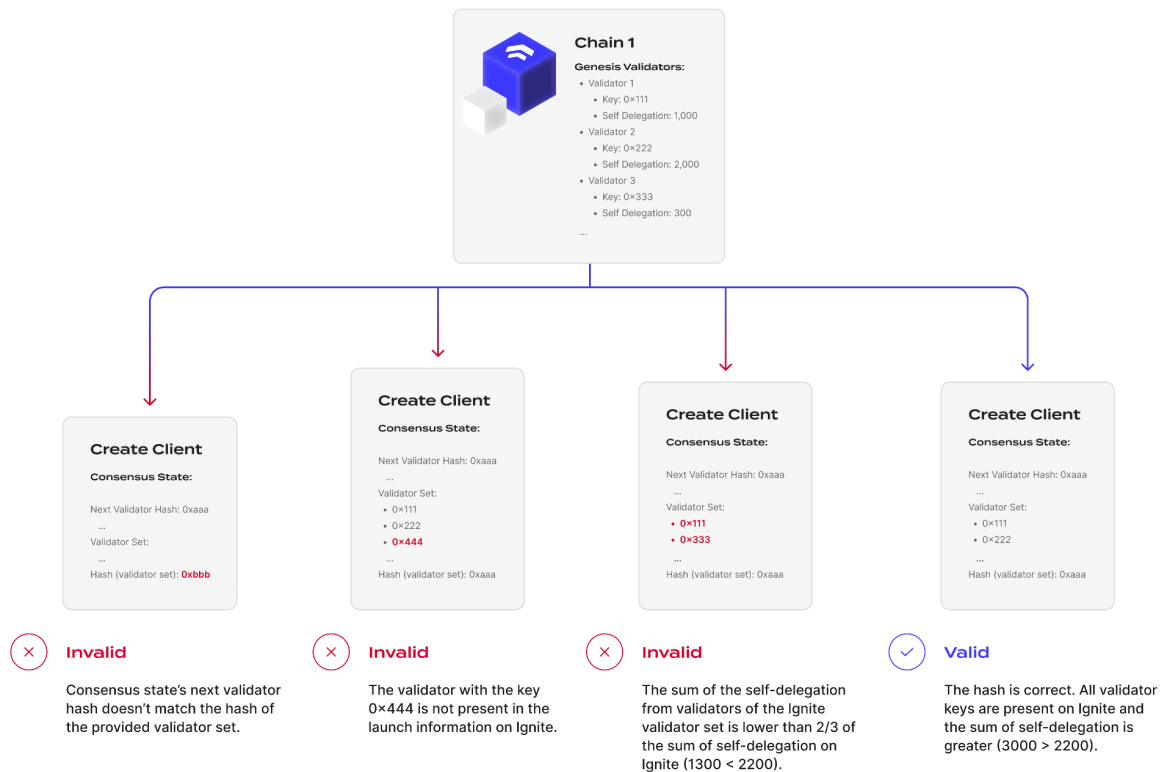 Chain 1
Genesis Validators:
• Validator 1
• Key: 0×111
• Self Delegation: 1,000
• Validator 2
• Key: 0×222
• Self Delegation: 2,000
• Validator 3
• Key: 0×333
• Self Delegation: 300
...
Create Client
Consensus State:
Next Validator Hash: 0xaaa
...
Validator Set:
...
Hash (validator set): 0xbbb
Invalid
Consensus state’s next validator
hash doesn’t match the hash of
the provided validator set.
Create Client
Consensus State:
Next Validator Hash: 0xaaa
...
Validator Set:
• 0×111
• 0×222
• 0×444
...
Hash (validator set): 0xaaa
Invalid
The validator with the key
0×444 is not present in the
launch information on Ignite.
Create Client
Consensus State:
Next Validator Hash: 0xaaa
...
Validator Set:
• 0×111
• 0×333
...
Hash (validator set): 0xaaa
Invalid
The sum of the self-delegation
from validators of the Ignite
validator set is lower than 2/3 of
the sum of self-delegation on
Ignite (1300 < 2200).
Create Client
Consensus State:
Next Validator Hash: 0xaaa
...
Validator Set:
• 0×111
• 0×222
...
Hash (validator set): 0xaaa
Valid
The hash is correct. All validator
keys are present on Ignite and
the sum of self-delegation is
greater (3000 > 2200).